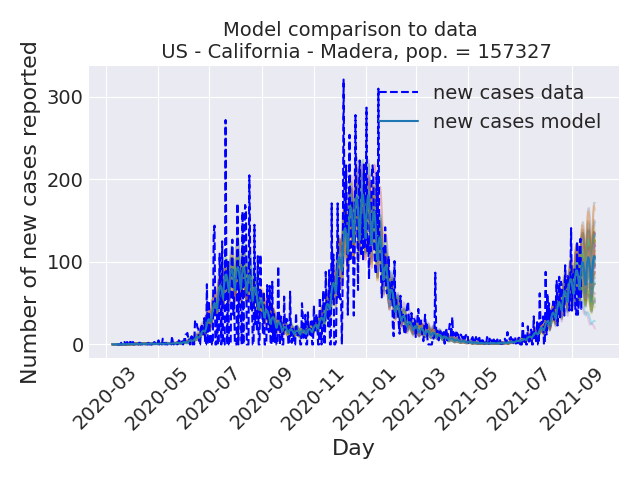 Model comparison to data
US - California - Madera, pop. = 157327
Number of new cases reported
300
200
100
0
new cases data
new cases model
2020-03
2020-05
2020-07
2020-09
2020-11
2021-01
2021-03
2021-05
2021-07
2021-09
Day